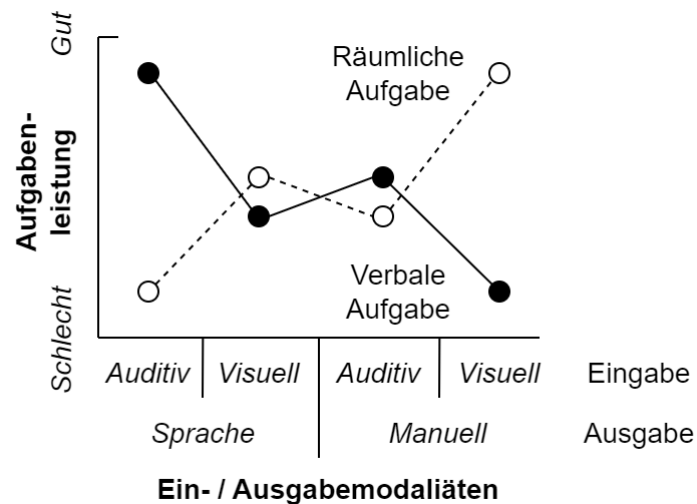 Gut
Räumliche
Aufgabe
Aufgaben-
leistung
Verbale
Aufgabe
Schlecht
Auditiv Visuell Auditiv Visuell Eingabe
Sprache Manuell Ausgabe
Ein- / Ausgabemodaliäten